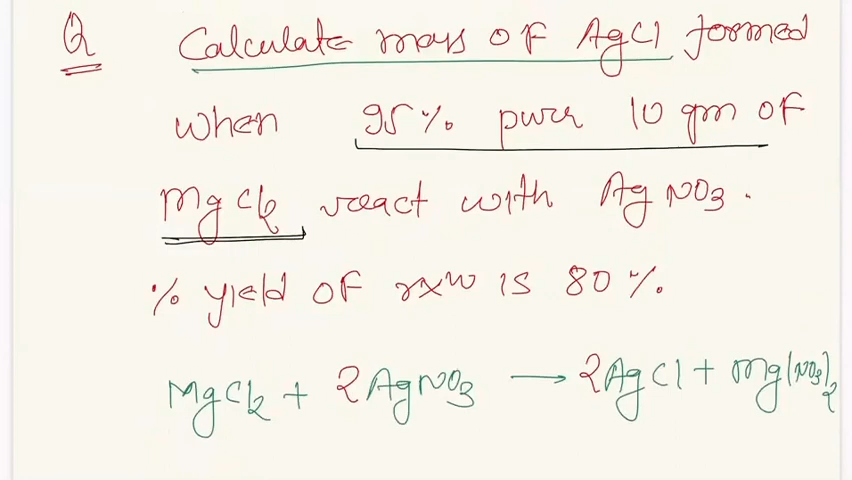 Q Calculate mass of AgCl formed
when 95% pure 10 gm of
MgCl2 react with AgNO3.
% yield of rxn is 80%.
MgCl2 + 2AgNO3 → 2AgCl + Mg(NO3)2